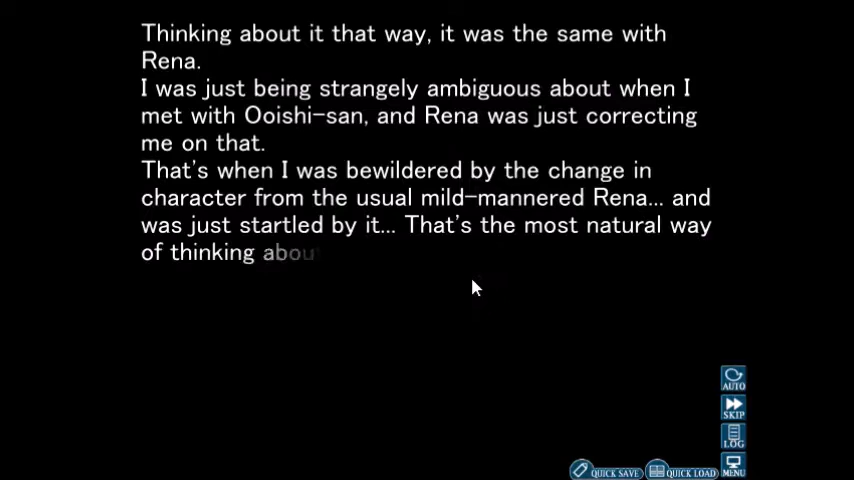 Thinking about it that way, it was the same with
Rena.
I was just being strangely ambiguous about when I
met with Ooishi-san, and Rena was just correcting
me on that.
That's when I was bewildered by the change in
character from the usual mild-mannered Rena... and
was just startled by it... That's the most natural way
of thinking abou
AUTO
SKIP
LOG
QUICK SAVE QUICK LOAD MENU